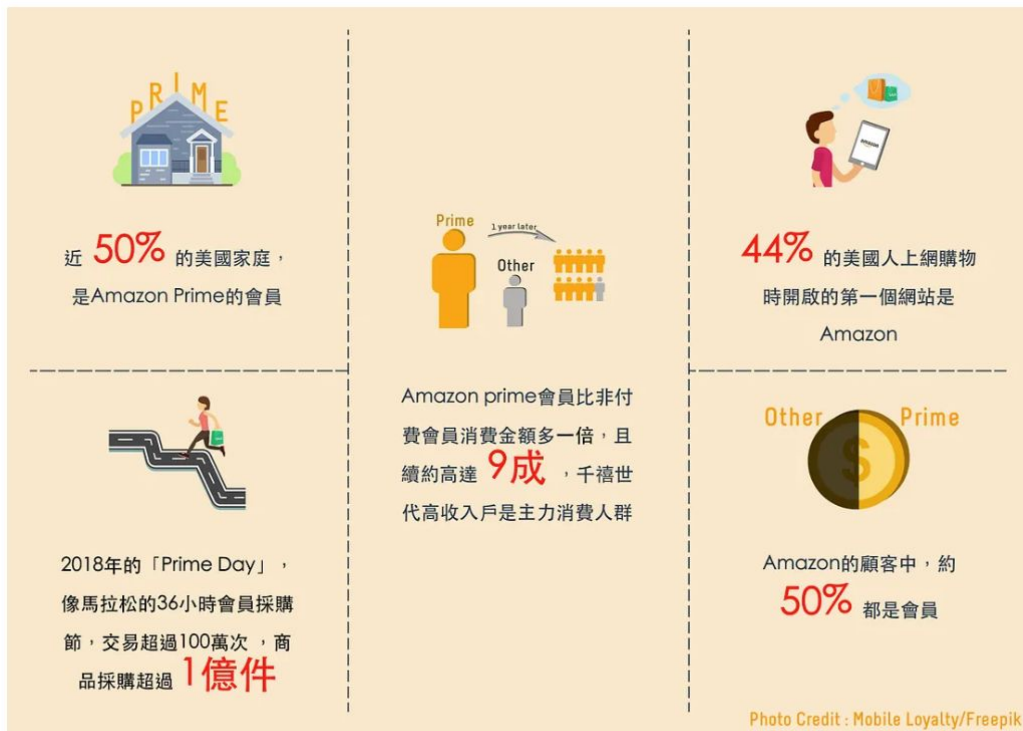 PRIME
近 50% 的美國家庭，
是Amazon Prime的會員
2018年的「Prime Day」，
像馬拉松的36小時會員採購
節，交易超過100萬次 ，商
品採購超過 1億件
Prime
1 year later
Other
Amazon prime會員比非付
費會員消費金額多一倍，且
續約高達 9成 ，千禧世
代高收入戶是主力消費人群
amazon
44% 的美國人上網購物
時開啟的第一個網站是
Amazon
Other Prime
$
Amazon的顧客中，約
50% 都是會員
Photo Credit : Mobile Loyalty/Freepik